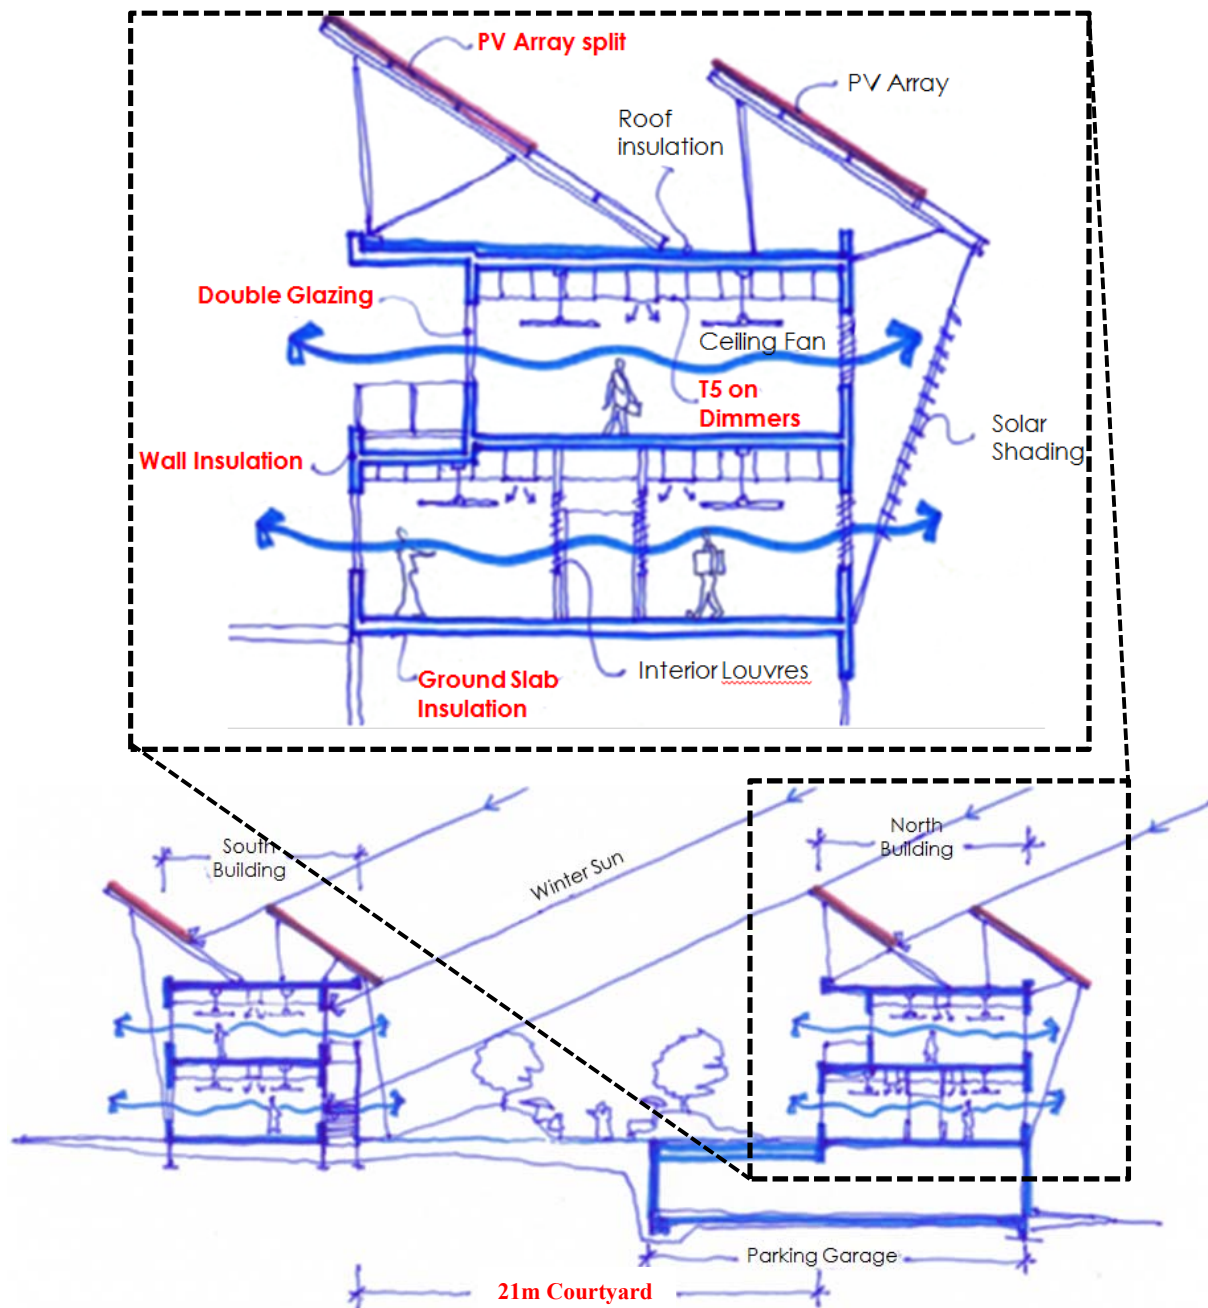 PV Array split
PV Array
Roof
insulation
Double Glazing
Ceiling Fan
T5 on
Dimmers
Solar
Shading
Wall Insulation
Interior Louvres
Ground Slab
Insulation
South
Building
Winter Sun
North
Building
Parking Garage
21m Courtyard